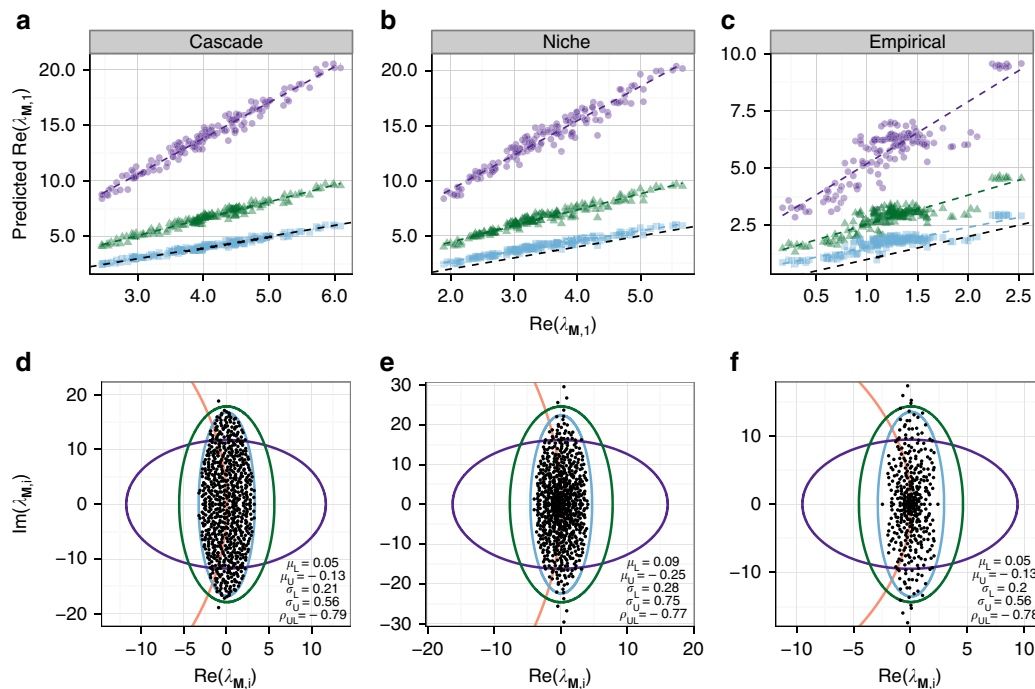 a b c
Cascade Niche Empirical
Predicted Re(λM,1)
20.0 15.0 10.0 5.0
20.0 15.0 10.0 5.0
10.0 7.5 5.0 2.5
3.0 4.0 5.0 6.0
2.0 3.0 4.0 5.0
0.5 1.0 1.5 2.0 2.5
Re(λM,1)
d e f
Im(λM,i)
20 10 0 −10 −20
30 20 10 0 −10 −20 −30
10 0 −10
μL = 0.05
μU = − 0.13
σL = 0.21
σU = 0.56
ρUL = − 0.79
μL = 0.09
μU = − 0.25
σL = 0.28
σU = 0.75
ρUL = − 0.77
μL = 0.05
μU = − 0.13
σL = 0.2
σU = 0.56
ρUL = − 0.78
−10 −5 0 5 10
−20 −10 0 10 20
−10 −5 0 5 10
Re(λM,i) Re(λM,i) Re(λM,i)